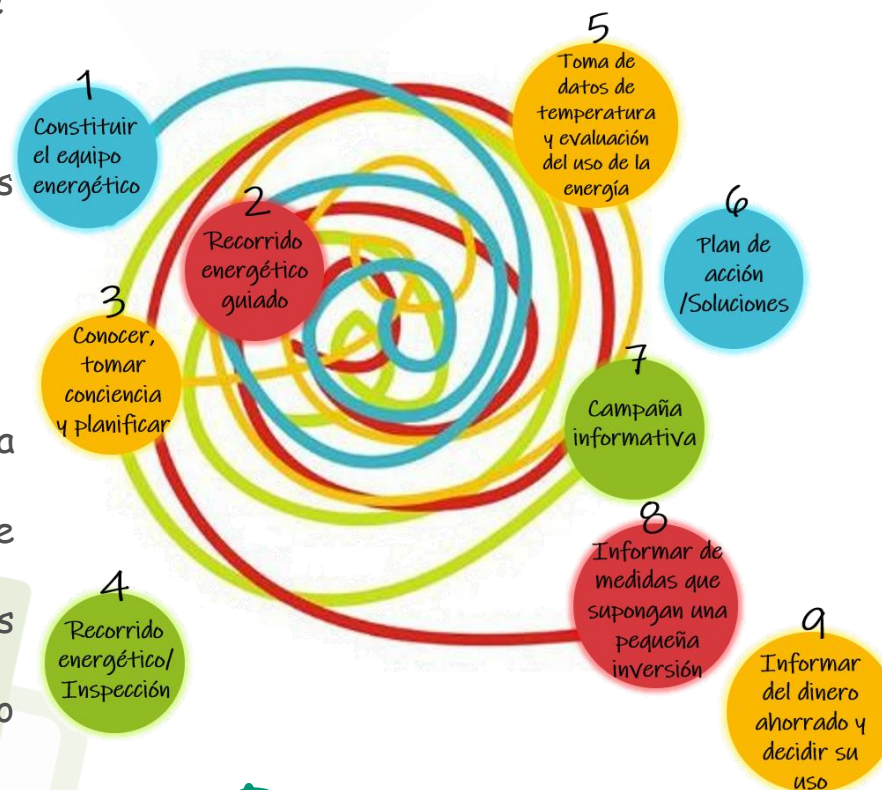 1
Constituir
el equipo
energético
2
Recorrido
energético
guiado
3
Conocer,
tomar
conciencia
y planificar
4
Recorrido
energético/
Inspección
5
Toma de
datos de
temperatura
y evaluación
del uso de la
energía
6
Plan de
acción
/Soluciones
7
Campaña
informativa
8
Informar de
medidas que
supongan una
pequeña
inversión
9
Informar
del dinero
ahorrado y
decidir su
uso
s
a
e
s
o